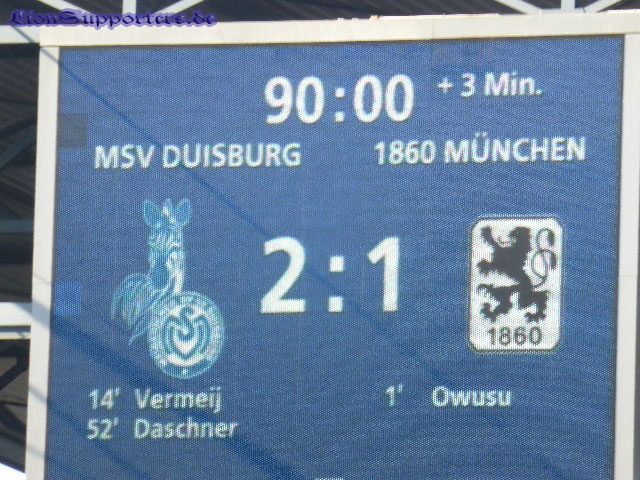 LionSupporters.de
90:00 + 3 Min.
MSV DUISBURG 1860 MÜNCHEN
2:1
1860
14' Vermeij 1' Owusu
52' Daschner